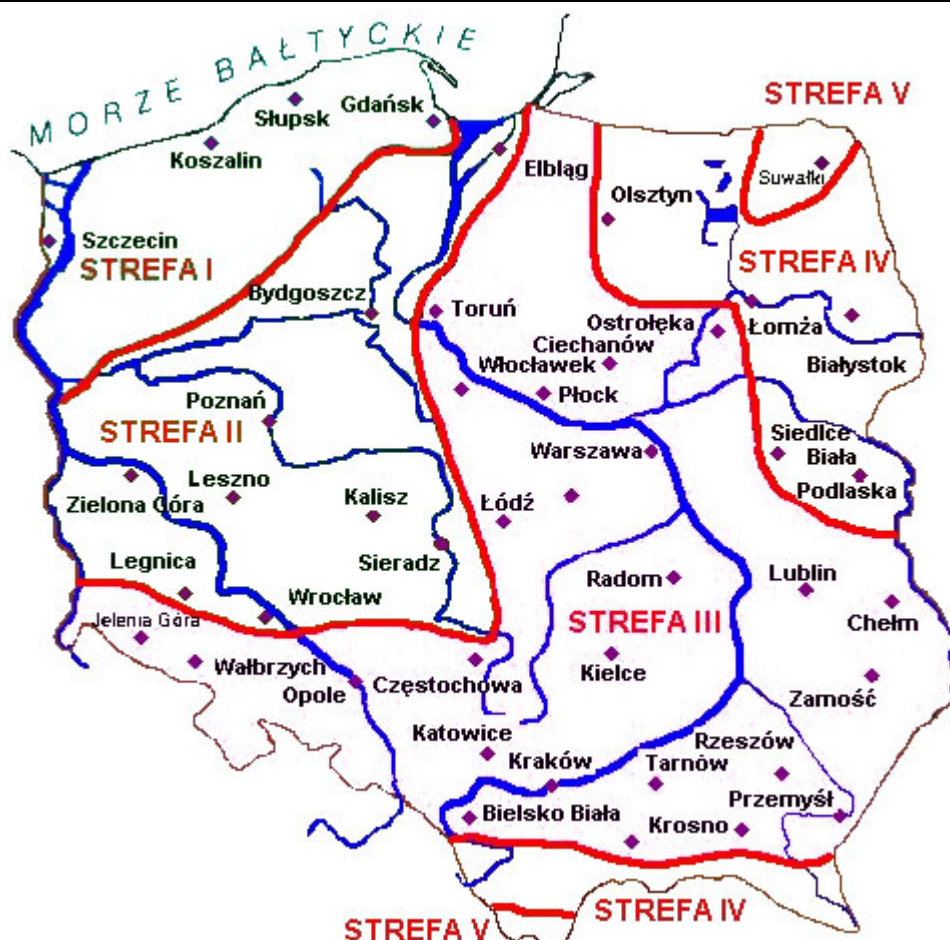 MORZE BAŁTYCKIE
STREFA V
Gdańsk
Słupsk
Koszalin
Elbląg
Suwałki
Olsztyn
Szczecin
STREFA I
STREFA IV
Bydgoszcz
Toruń
Ostrołęka
Łomża
Ciechanów
Włocławek
Białystok
Płock
Poznań
STREFA II
Siedlce
Warszawa
Biała
Podlaska
Leszno
Zielona Góra
Kalisz
Łódź
Sieradz
Legnica
Radom
Lublin
Wrocław
Jelenia Góra
STREFA III
Chełm
Wałbrzych
Kielce
Opole
Częstochowa
Zamość
Katowice
Rzeszów
Kraków
Tarnów
Przemyśl
Bielsko Biała
Krosno
STREFA IV
STREFA V